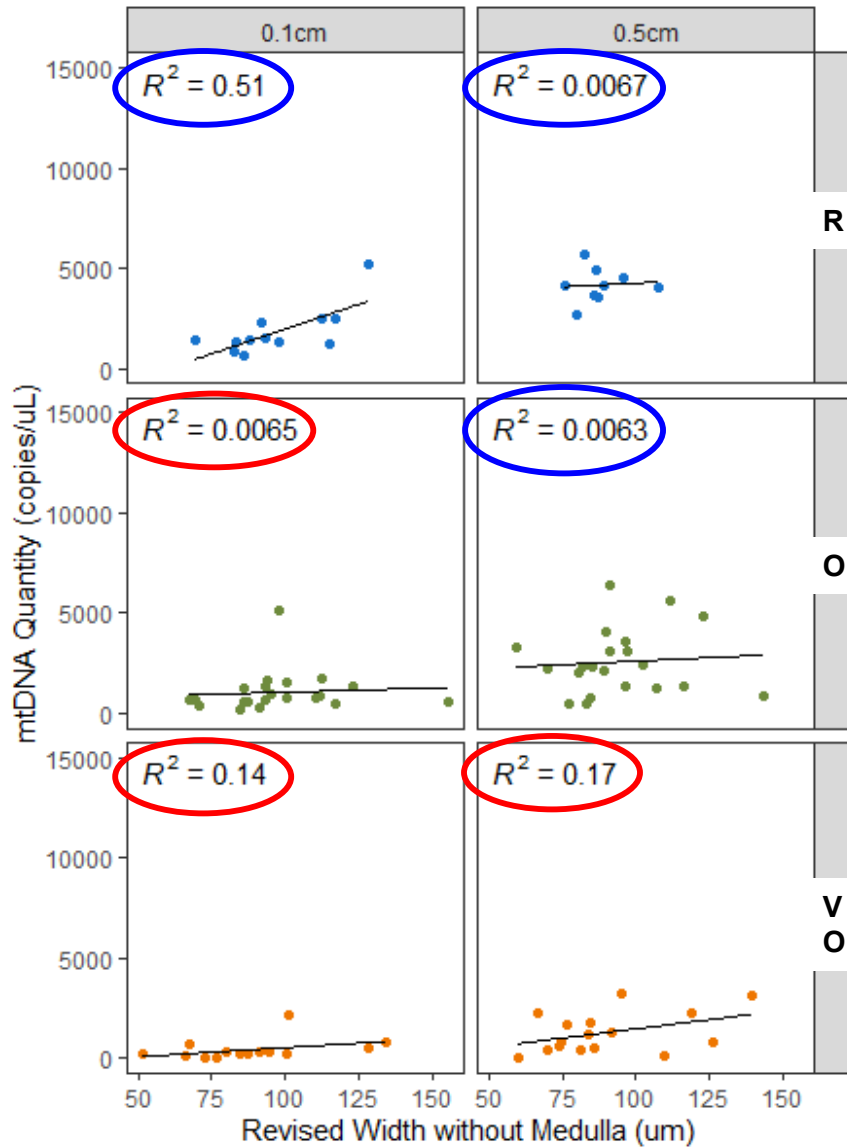 0.1cm 0.5cm
R² = 0.51 R² = 0.0067
15000
10000
5000
0
R
R² = 0.0065 R² = 0.0063
15000
10000
5000
0
O
R² = 0.14 R² = 0.17
15000
10000
5000
0
V
O
mtDNA Quantity (copies/uL)
50 75 100 125 150 50 75 100 125 150
Revised Width without Medulla (um)